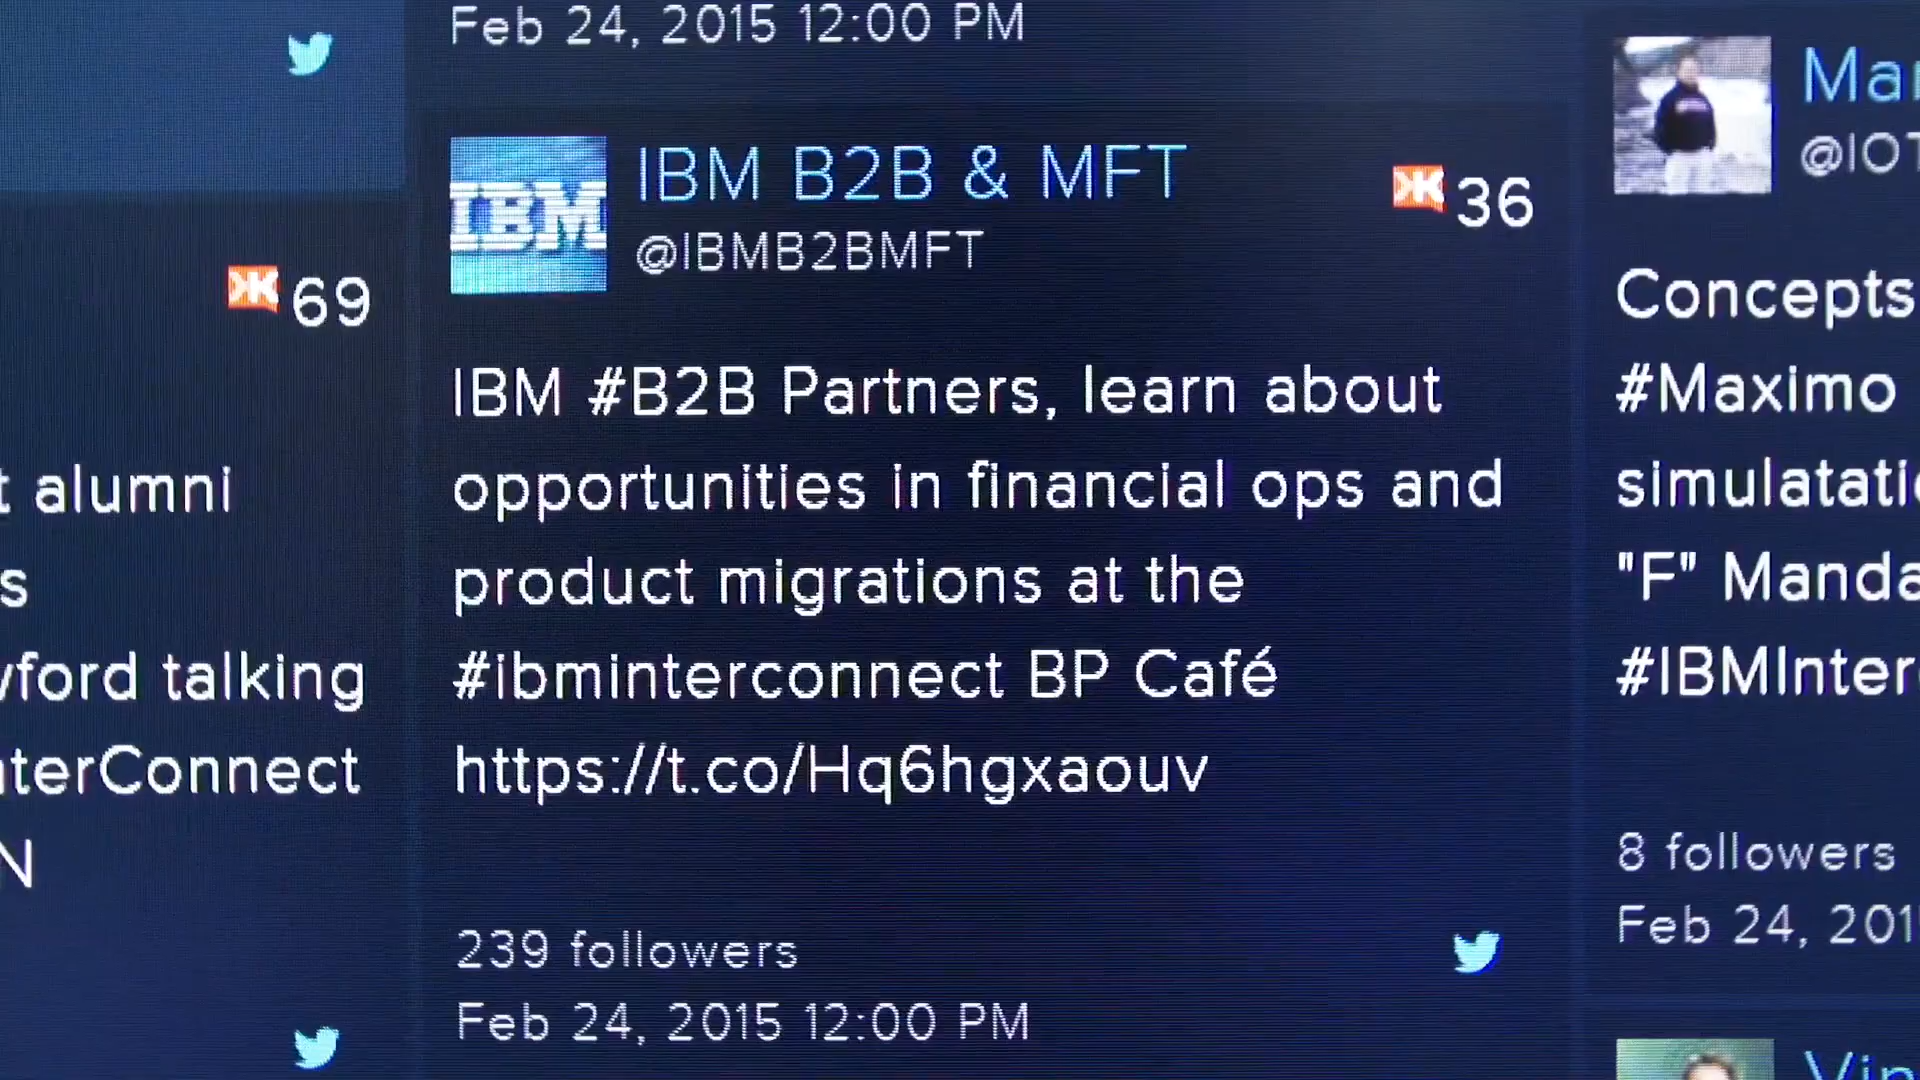 Feb 24, 2015 12:00 PM
69
alumni
talking
IBM
IBM B2B & MFT
@IBMB2BMFT
36
IBM #B2B Partners, learn about
opportunities in financial ops and
product migrations at the
#ibminterconnect BP Café
https://t.co/Hq6hgxaouv
239 followers
Feb 24, 2015 12:00 PM
Concepts
#Maximo
"F"
8 followers
Feb 24,